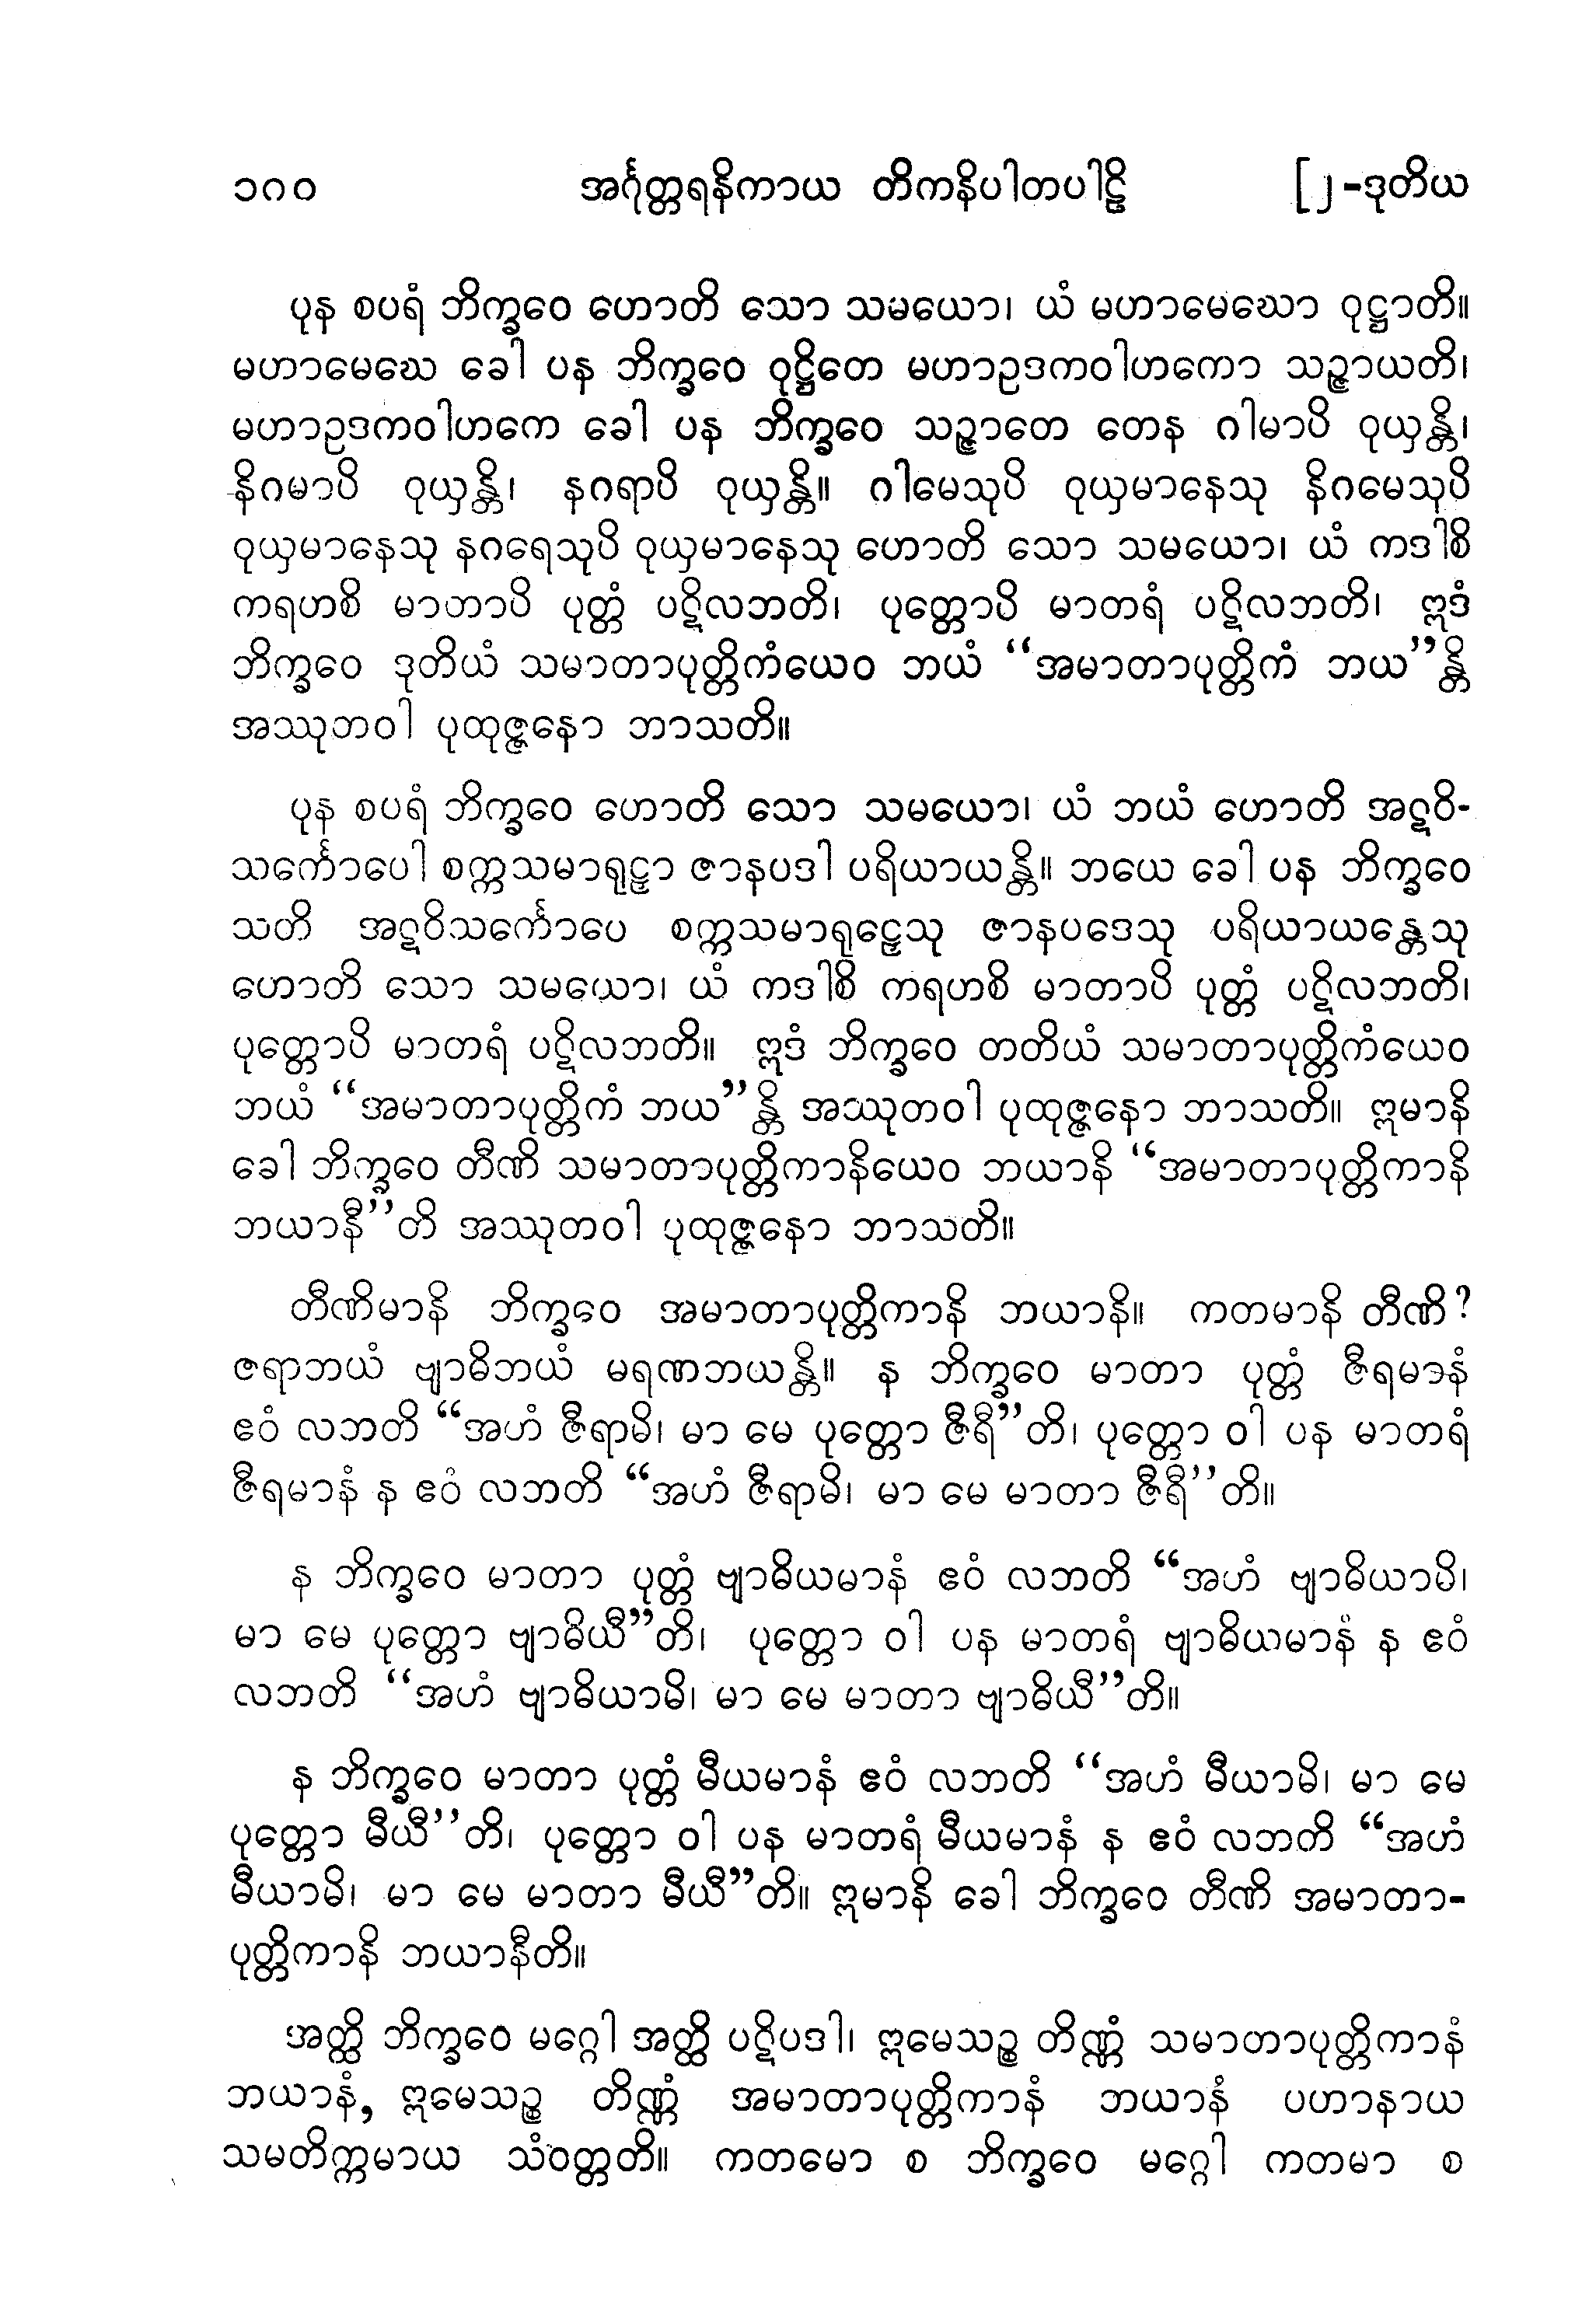 ၁၈၀ အင်္ဂုတ္တရနိကာယ တိကနိပါတပါဠိ [၂-ဒုတိယ
ပုန စပရံ ဘိက္ခဝေ ဟောတိ သော သမယော၊ ယံ မဟာမေဃော ဝုဋ္ဌာတိ။
မဟာမေဃေ ခေါ ပန ဘိက္ခဝေ ဝုဋ္ဌိတေ မဟာဥဒကဝါဟကော သဉ္ဇာယတိ၊
မဟာဥဒကဝါဟကေ ခေါ ပန ဘိက္ခဝေ သဉ္ဇာတေ တေန ဂါမာပိ ဝုယှန္တိ၊
နိဂမာပိ ဝုယှန္တိ၊ နဂရာပိ ဝုယှန္တိ။ ဂါမေသုပိ ဝုယှမာနေသု နိဂမေသုပိ
ဝုယှမာနေသု နဂရေသုပိ ဝုယှမာနေသု ဟောတိ သော သမယော၊ ယံ ကဒါစိ
ကရဟစိ မာတာပိ ပုတ္တံ ပဋိလဘတိ၊ ပုတ္တောပိ မာတရံ ပဋိလဘတိ၊ ဣဒံ
ဘိက္ခဝေ ဒုတိယံ သမာတာပုတ္တိကံယေဝ ဘယံ “အမာတာပုတ္တိကံ ဘယ”န္တိ
အဿုတဝါ ပုထုဇ္ဇနော ဘာသတိ။
ပုန စပရံ ဘိက္ခဝေ ဟောတိ သော သမယော၊ ယံ ဘယံ ဟောတိ အဋဝိ-
သင်္ကောပေါ စက္ကသမာရုဠှာ ဇာနပဒါ ပရိယာယန္တိ။ ဘယေ ခေါ ပန ဘိက္ခဝေ
သတိ အဋဝိသင်္ကောပေ စက္ကသမာရုဠှေသု ဇာနပဒေသု ပရိယာယန္တေသု
ဟောတိ သော သမယော၊ ယံ ကဒါစိ ကရဟစိ မာတာပိ ပုတ္တံ ပဋိလဘတိ၊
ပုတ္တောပိ မာတရံ ပဋိလဘတိ။ ဣဒံ ဘိက္ခဝေ တတိယံ သမာတာပုတ္တိကံယေဝ
ဘယံ “အမာတာပုတ္တိကံ ဘယ”န္တိ အဿုတဝါ ပုထုဇ္ဇနော ဘာသတိ။ ဣမာနိ
ခေါ ဘိက္ခဝေ တီဏိ သမာတာပုတ္တိကာနိယေဝ ဘယာနိ “အမာတာပုတ္တိကာနိ
ဘယာနီ”တိ အဿုတဝါ ပုထုဇ္ဇနော ဘာသတိ။
တီဏိမာနိ ဘိက္ခဝေ အမာတာပုတ္တိကာနိ ဘယာနိ။ ကတမာနိ တီဏိ?
ဇရာဘယံ ဗျာဓိဘယံ မရဏဘယန္တိ။ န ဘိက္ခဝေ မာတာ ပုတ္တံ ဇီရမာနံ
ဧဝံ လဘတိ “အဟံ ဇီရာမိ၊ မာ မေ ပုတ္တော ဇီရီ”တိ၊ ပုတ္တော ဝါ ပန မာတရံ
ဇီရမာနံ န ဧဝံ လဘတိ “အဟံ ဇီရာမိ၊ မာ မေ မာတာ ဇီရီ”တိ။
န ဘိက္ခဝေ မာတာ ပုတ္တံ ဗျာဓိယမာနံ ဧဝံ လဘတိ “အဟံ ဗျာဓိယာမိ၊
မာ မေ ပုတ္တော ဗျာဓိယီ”တိ၊ ပုတ္တော ဝါ ပန မာတရံ ဗျာဓိယမာနံ န ဧဝံ
လဘတိ “အဟံ ဗျာဓိယာမိ၊ မာ မေ မာတာ ဗျာဓိယီ”တိ။
န ဘိက္ခဝေ မာတာ ပုတ္တံ မီယမာနံ ဧဝံ လဘတိ “အဟံ မီယာမိ၊ မာ မေ
ပုတ္တော မီယီ”တိ၊ ပုတ္တော ဝါ ပန မာတရံ မီယမာနံ န ဧဝံ လဘတိ “အဟံ
မီယာမိ၊ မာ မေ မာတာ မီယီ”တိ။ ဣမာနိ ခေါ ဘိက္ခဝေ တီဏိ အမာတာ-
ပုတ္တိကာနိ ဘယာနီတိ။
အတ္ထိ ဘိက္ခဝေ မဂ္ဂေါ အတ္ထိ ပဋိပဒါ၊ ဣမေသဉ္စ တိဏ္ဏံ သမာတာပုတ္တိကာနံ
ဘယာနံ, ဣမေသဉ္စ တိဏ္ဏံ အမာတာပုတ္တိကာနံ ဘယာနံ ပဟာနာယ
သမတိက္ကမာယ သံဝတ္တတိ။ ကတမော စ ဘိက္ခဝေ မဂ္ဂေါ ကတမာ စ